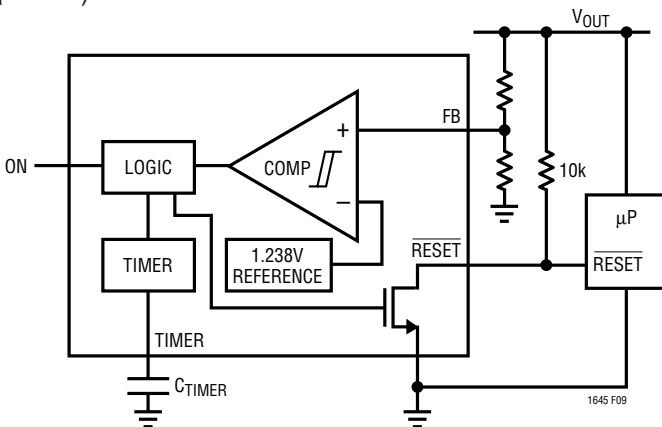 VOUT
FB
+
ON
LOGIC
COMP
10k
−
µP
RESET
RESET
TIMER
1.238V
REFERENCE
TIMER
CTIMER
1645 F09